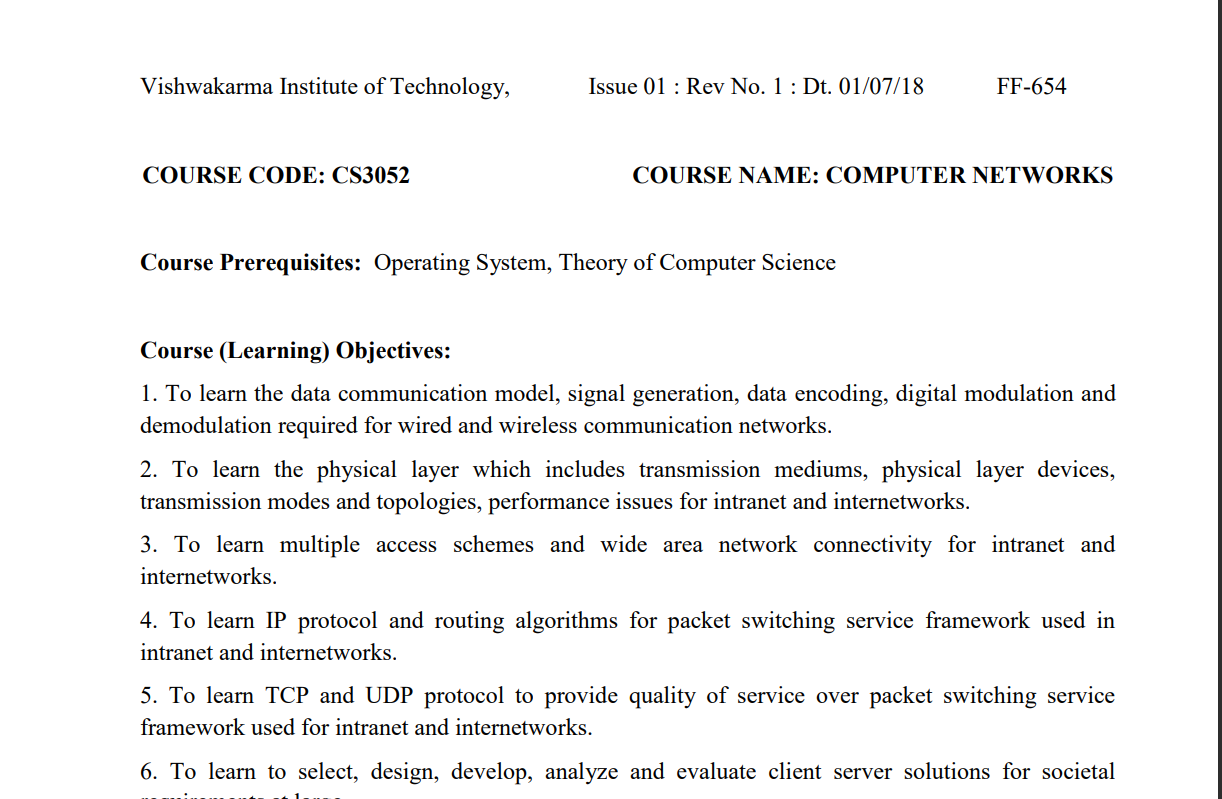 Vishwakarma Institute of Technology, Issue 01 : Rev No. 1 : Dt. 01/07/18 FF-654
COURSE CODE: CS3052 COURSE NAME: COMPUTER NETWORKS
Course Prerequisites: Operating System, Theory of Computer Science
Course (Learning) Objectives:
1. To learn the data communication model, signal generation, data encoding, digital modulation and
demodulation required for wired and wireless communication networks.
2. To learn the physical layer which includes transmission mediums, physical layer devices,
transmission modes and topologies, performance issues for intranet and internetworks.
3. To learn multiple access schemes and wide area network connectivity for intranet and
internetworks.
4. To learn IP protocol and routing algorithms for packet switching service framework used in
intranet and internetworks.
5. To learn TCP and UDP protocol to provide quality of service over packet switching service
framework used for intranet and internetworks.
6. To learn to select, design, develop, analyze and evaluate client server solutions for societal